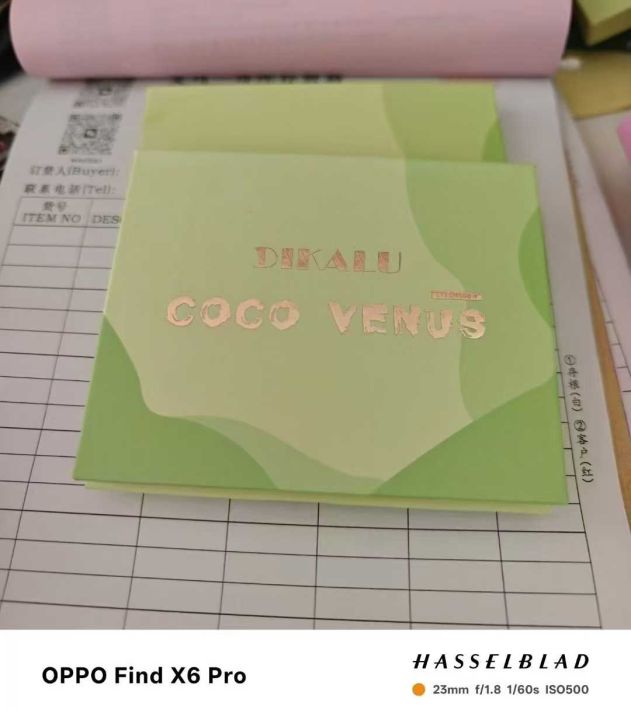 订货人(Buyer):
联系电话(Tel):
货号
ITEM NO
DES
DIKALU
COCO VENUS
OPPO Find X6 Pro
HASSELBLAD
23mm f/1.8 1/60s ISO500